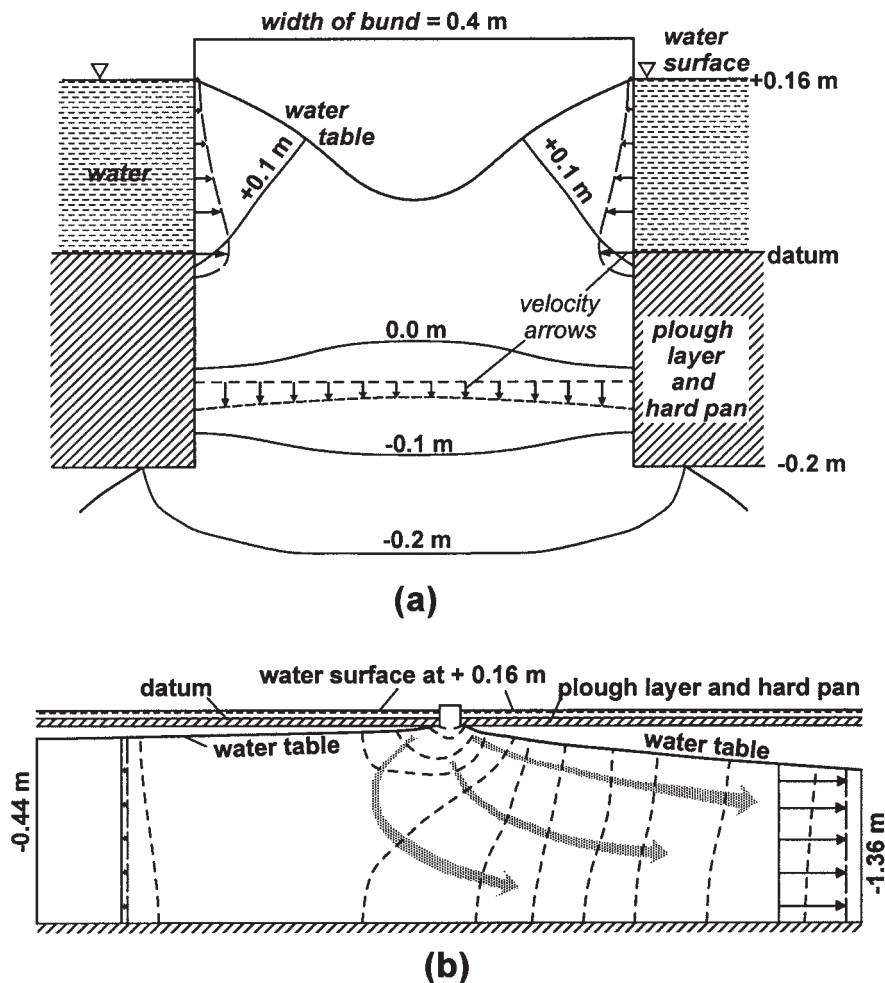 width of bund = 0.4 m
water
surface
+0.16 m
water
table
+0.1 m
+0.1 m
water
datum
velocity
arrows
0.0 m
plough
layer
and
hard pan
-0.1 m
-0.2 m
-0.2 m
(a)
water surface at + 0.16 m
datum
plough layer and hard pan
water table
water table
-0.44 m
-1.36 m
(b)